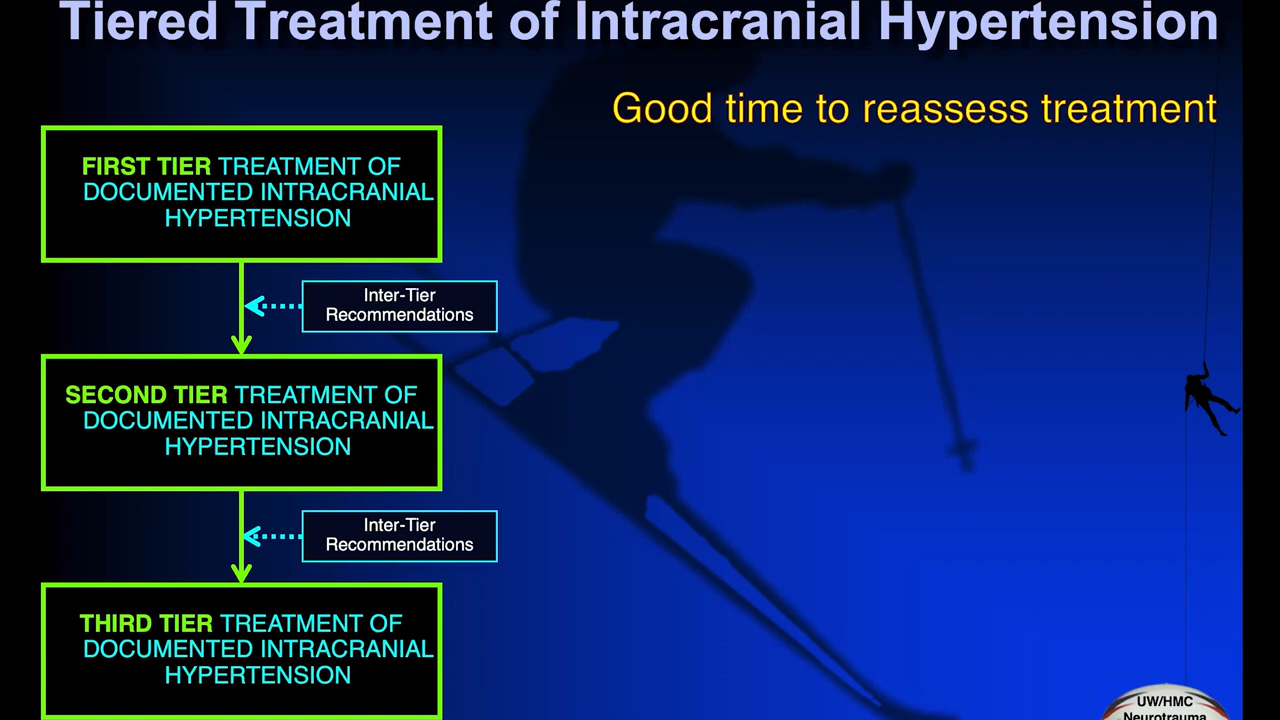 Tiered Treatment of Intracranial Hypertension
Good time to reassess treatment
FIRST TIER TREATMENT OF
DOCUMENTED INTRACRANIAL
HYPERTENSION
Inter-Tier
Recommendations
SECOND TIER TREATMENT OF
DOCUMENTED INTRACRANIAL
HYPERTENSION
Inter-Tier
Recommendations
THIRD TIER TREATMENT OF
DOCUMENTED INTRACRANIAL
HYPERTENSION
UW/HMC
Neurotrauma